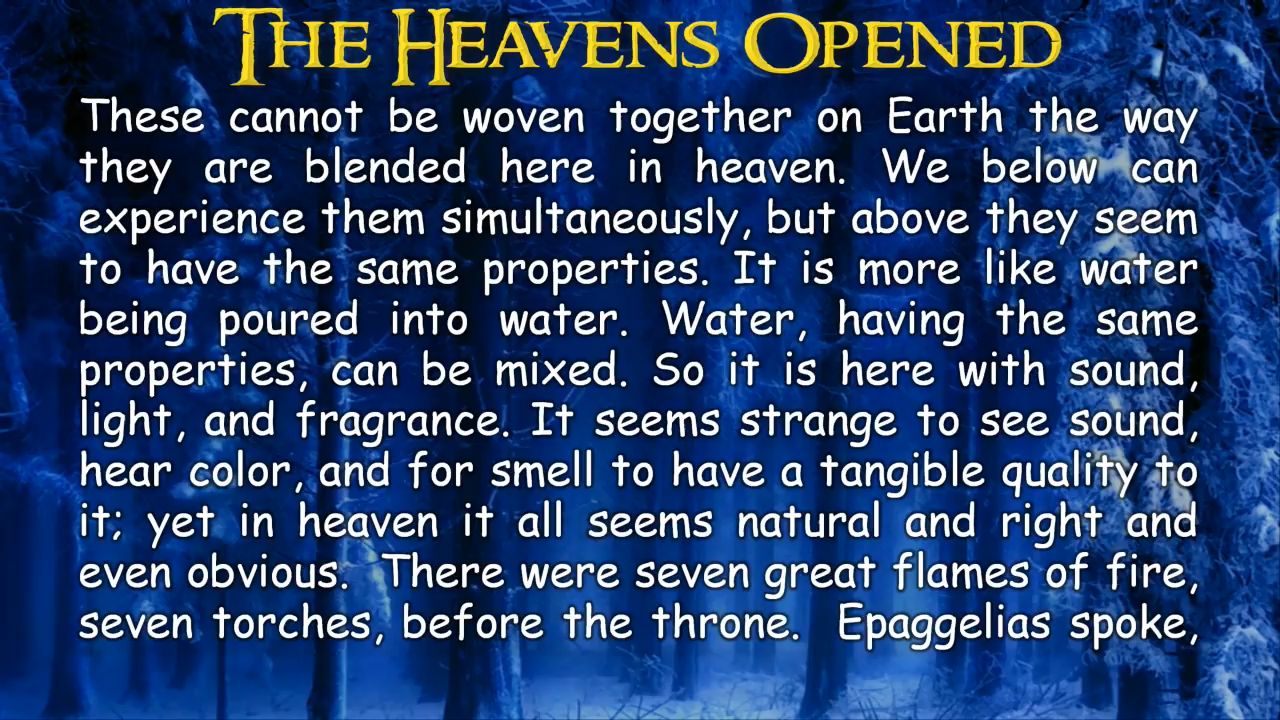 THE HEAVENS OPENED
These cannot be woven together on Earth the way
they are blended here in heaven. We below can
experience them simultaneously, but above they seem
to have the same properties. It is more like water
being poured into water. Water, having the same
properties, can be mixed. So it is here with sound,
light, and fragrance. It seems strange to see sound,
hear color, and for smell to have a tangible quality to
it; yet in heaven it all seems natural and right and
even obvious. There were seven great flames of fire,
seven torches, before the throne. Epaggelias spoke,